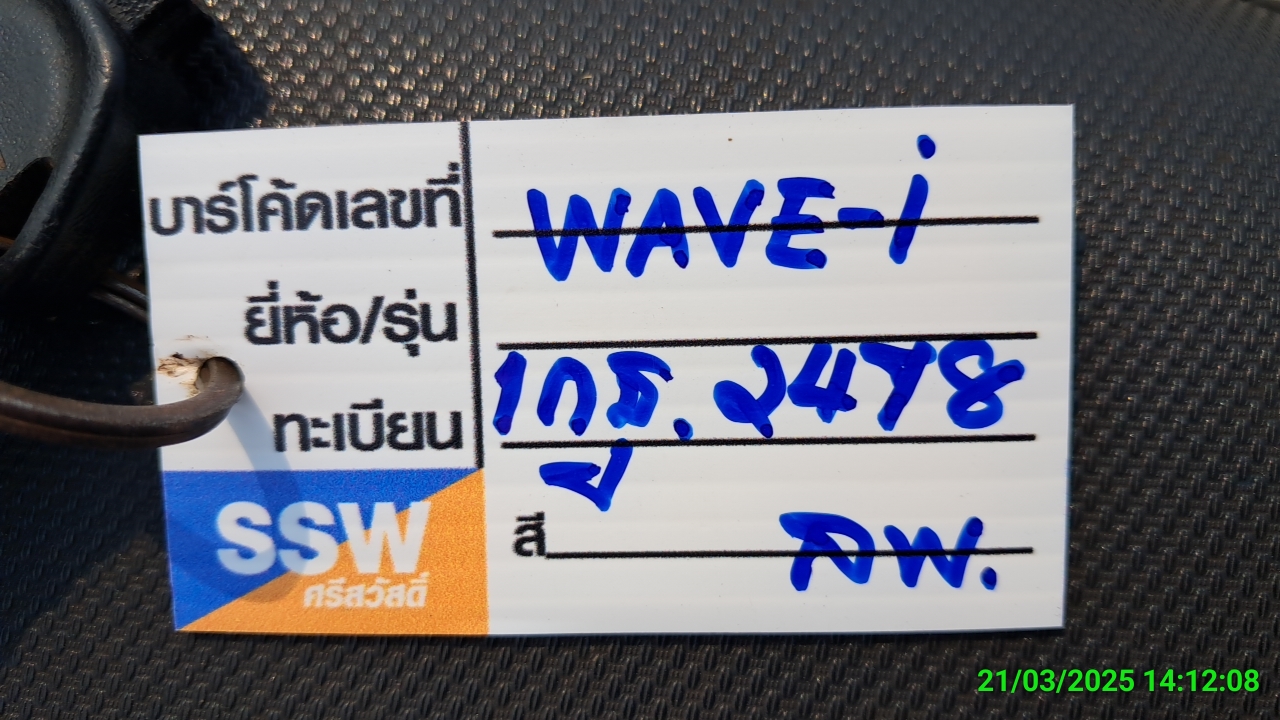 บาร์โค้ดเลขที่ WAVE-i
ยี่ห้อ/รุ่น
ทะเบียน 1กฐ. 2478
สี ลพ.
SSW
ศรีสวัสดิ์
21/03/2025 14:12:08